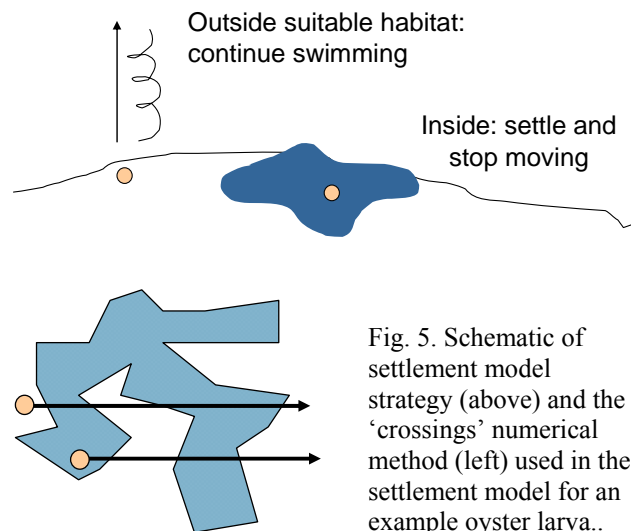 Outside suitable habitat:
continue swimming
Inside: settle and
stop moving
Fig. 5. Schematic of
settlement model
strategy (above) and the
‘crossings’ numerical
method (left) used in the
settlement model for an
example oyster larva..